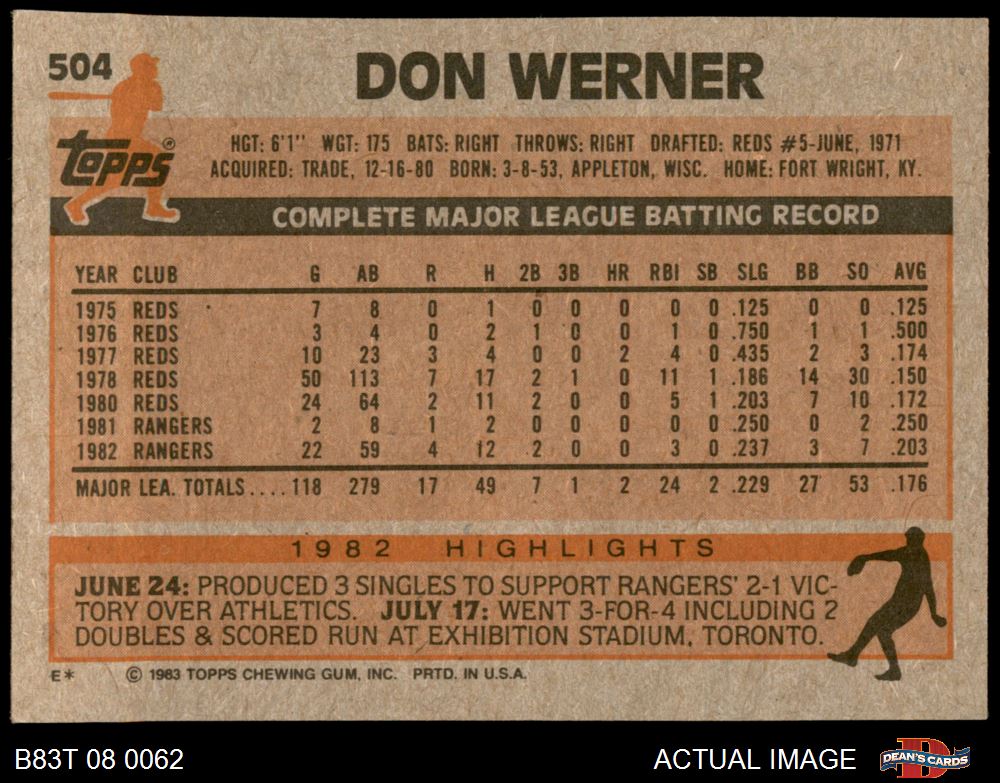 504
DON WERNER
topps®
HGT: 6'1'' WGT: 175 BATS: RIGHT THROWS: RIGHT DRAFTED: REDS #5-JUNE, 1971
ACQUIRED: TRADE, 12-16-80 BORN: 3-8-53, APPLETON, WISC. HOME: FORT WRIGHT, KY.
COMPLETE MAJOR LEAGUE BATTING RECORD
YEAR CLUB G AB R H 2B 3B HR RBI SB SLG BB SO AVG
1975 REDS 7 8 0 1 0 0 0 0 0 .125 0 0 .125
1976 REDS 3 4 0 2 1 0 0 1 0 .750 1 1 .500
1977 REDS 10 23 3 4 0 0 2 4 0 .435 2 3 .174
1978 REDS 50 113 7 17 2 1 0 11 1 .186 14 30 .150
1980 REDS 24 64 2 11 2 0 0 5 1 .203 7 10 .172
1981 RANGERS 2 8 1 2 0 0 0 0 0 .250 0 2 .250
1982 RANGERS 22 59 4 12 2 0 0 3 0 .237 3 7 .203
MAJOR LEA. TOTALS....118 279 17 49 7 1 2 24 2 .229 27 53 .176
1982 HIGHLIGHTS
JUNE 24: PRODUCED 3 SINGLES TO SUPPORT RANGERS' 2-1 VIC-
TORY OVER ATHLETICS. JULY 17: WENT 3-FOR-4 INCLUDING 2
DOUBLES & SCORED RUN AT EXHIBITION STADIUM, TORONTO.
E* © 1983 TOPPS CHEWING GUM, INC. PRTD. IN U.S.A.
B83T 08 0062 ACTUAL IMAGE DEAN'S CARDS